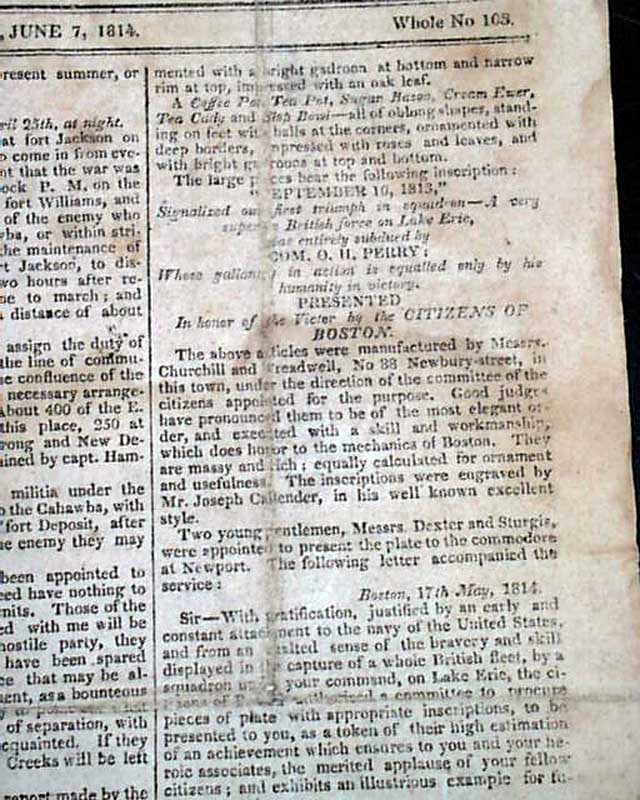 , JUNE 7, 1814.
Whole No 103.
present summer, or
April 25th, at night.
at fort Jackson on
come in from eve-
nt that the war was
ock P. M. on the
fort Williams, and
of the enemy who
wba, or within stri-
the maintenance of
rt Jackson, to dis-
two hours after re-
ne to march; and
a distance of about
assign the duty of
the line of commu-
he confluence of the
necessary arrange-
about 400 of the E.
this place, 250 at
rong and New De-
ained by capt. Ham-
militia under the
o the Cahawba, with
fort Deposit, after
he enemy they may
been appointed to
eed have nothing to
nits. Those of the
ed with me will be
hostile party, they
have been spared
ce that may be al-
ment, as a bounteous
of separation, with
acquainted. If they
Creeks will be left
report made by the
mented with a bright gadroon at bottom and narrow
rim at top, impressed with an oak leaf.
A Coffee Pot, Tea Pot, Sugar Bason, Cream Ewer,
Tea Cady and Slop Bowl—all of oblong shapes, stand-
ing on feet with balls at the corners, ornamented with
deep borders, impressed with roses and leaves, and
with bright gadroons at top and bottom.
The large pieces bear the following inscription:
"SEPTEMBER 10, 1813,"
Signalized our first triumph in squadron—A very
superior British force on Lake Erie,
was entirely subdued by
COM. O. H. PERRY;
Whose gallantry in action is equalled only by his
humanity in victory.
PRESENTED
In honor of the Victor by the CITIZENS OF
BOSTON.
The above articles were manufactured by Messrs.
Churchill and Treadwell, No 88 Newbury-street, in
this town, under the direction of the committee of the
citizens appointed for the purpose. Good judges
have pronounced them to be of the most elegant or-
der, and executed with a skill and workmanship,
which does honor to the mechanics of Boston. They
are massy and rich; equally calculated for ornament
and usefulness. The inscriptions were engraved by
Mr. Joseph Callender, in his well known excellent
style.
Two young gentlemen, Messrs. Dexter and Sturgis,
were appointed to present the plate to the commodore
at Newport. The following letter accompanied the
service:
Boston, 17th May, 1814.
Sir—With gratification, justified by an early and
constant attachment to the navy of the United States,
and from an exalted sense of the bravery and skill
displayed in the capture of a whole British fleet, by a
squadron under your command, on Lake Erie, the ci-
tizens of Boston authorised a committee to procure
pieces of plate with appropriate inscriptions, to be
presented to you, as a token of their high estimation
of an achievement which ensures to you and your he-
roic associates, the merited applause of your fellow
citizens; and exhibits an illustrious example for fu-